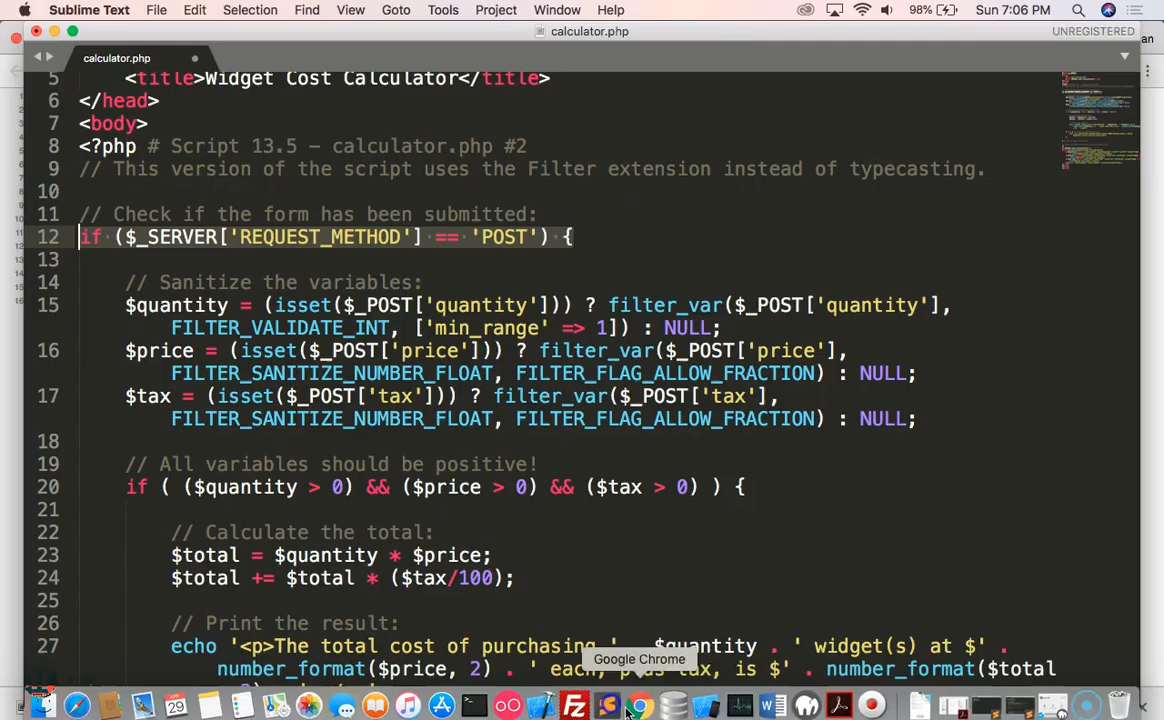 Sublime Text File Edit Selection Find View Goto Tools Project Window Help 98% Sun 7:06 PM
calculator.php UNREGISTERED
calculator.php
5 <title>Widget Cost Calculator</title>
6 </head>
7 <body>
8 <?php # Script 13.5 - calculator.php #2
9 // This version of the script uses the Filter extension instead of typecasting.
10
11 // Check if the form has been submitted:
12 if ($_SERVER['REQUEST_METHOD'] == 'POST') {
13
14 // Sanitize the variables:
15 $quantity = (isset($_POST['quantity'])) ? filter_var($_POST['quantity'],
FILTER_VALIDATE_INT, ['min_range' => 1]) : NULL;
16 $price = (isset($_POST['price'])) ? filter_var($_POST['price'],
FILTER_SANITIZE_NUMBER_FLOAT, FILTER_FLAG_ALLOW_FRACTION) : NULL;
17 $tax = (isset($_POST['tax'])) ? filter_var($_POST['tax'],
FILTER_SANITIZE_NUMBER_FLOAT, FILTER_FLAG_ALLOW_FRACTION) : NULL;
18
19 // All variables should be positive!
20 if ( ($quantity > 0) && ($price > 0) && ($tax > 0) ) {
21
22 // Calculate the total:
23 $total = $quantity * $price;
24 $total += $total * ($tax/100);
25
26 // Print the result:
27 echo '<p>The total cost of purchasing ' $quantity . ' widget(s) at $' .
Google Chrome
number_format($price, 2) . ' each, plus tax, is $' . number_format($total